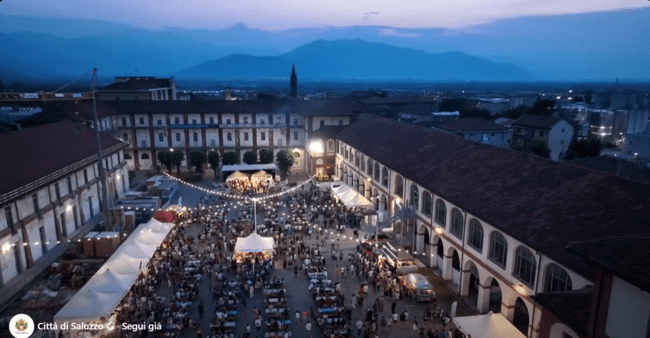 Città di Saluzzo · Segui già